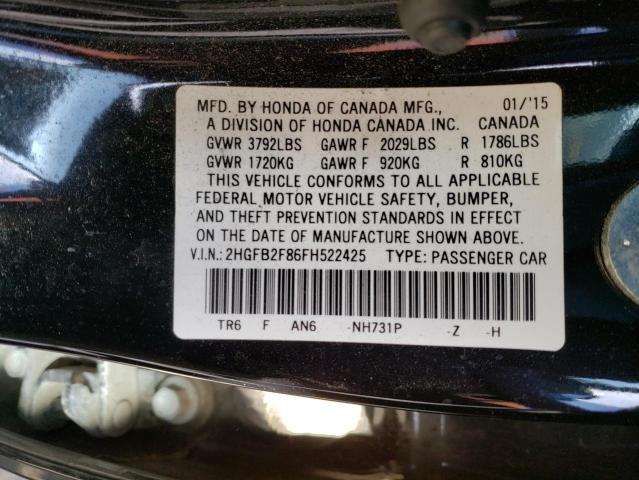 MFD. BY HONDA OF CANADA MFG., 01/'15
A DIVISION OF HONDA CANADA INC. CANADA
GVWR 3792LBS GAWR F 2029LBS R 1786LBS
GVWR 1720KG GAWR F 920KG R 810KG
THIS VEHICLE CONFORMS TO ALL APPLICABLE
FEDERAL MOTOR VEHICLE SAFETY, BUMPER,
AND THEFT PREVENTION STANDARDS IN EFFECT
ON THE DATE OF MANUFACTURE SHOWN ABOVE.
V.I.N.: 2HGFB2F86FH522425 TYPE: PASSENGER CAR
TR6 F AN6 -NH731P -Z -H